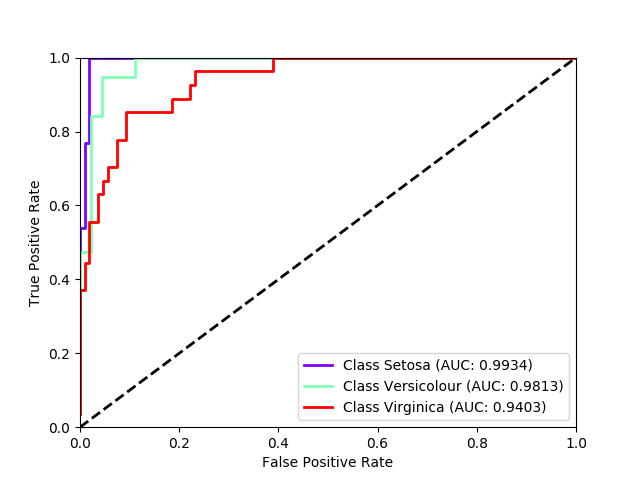 1.0
0.8
0.6
0.4
0.2
0.0
True Positive Rate
Class Setosa (AUC: 0.9934)
Class Versicolour (AUC: 0.9813)
Class Virginica (AUC: 0.9403)
0.0 0.2 0.4 0.6 0.8 1.0
False Positive Rate